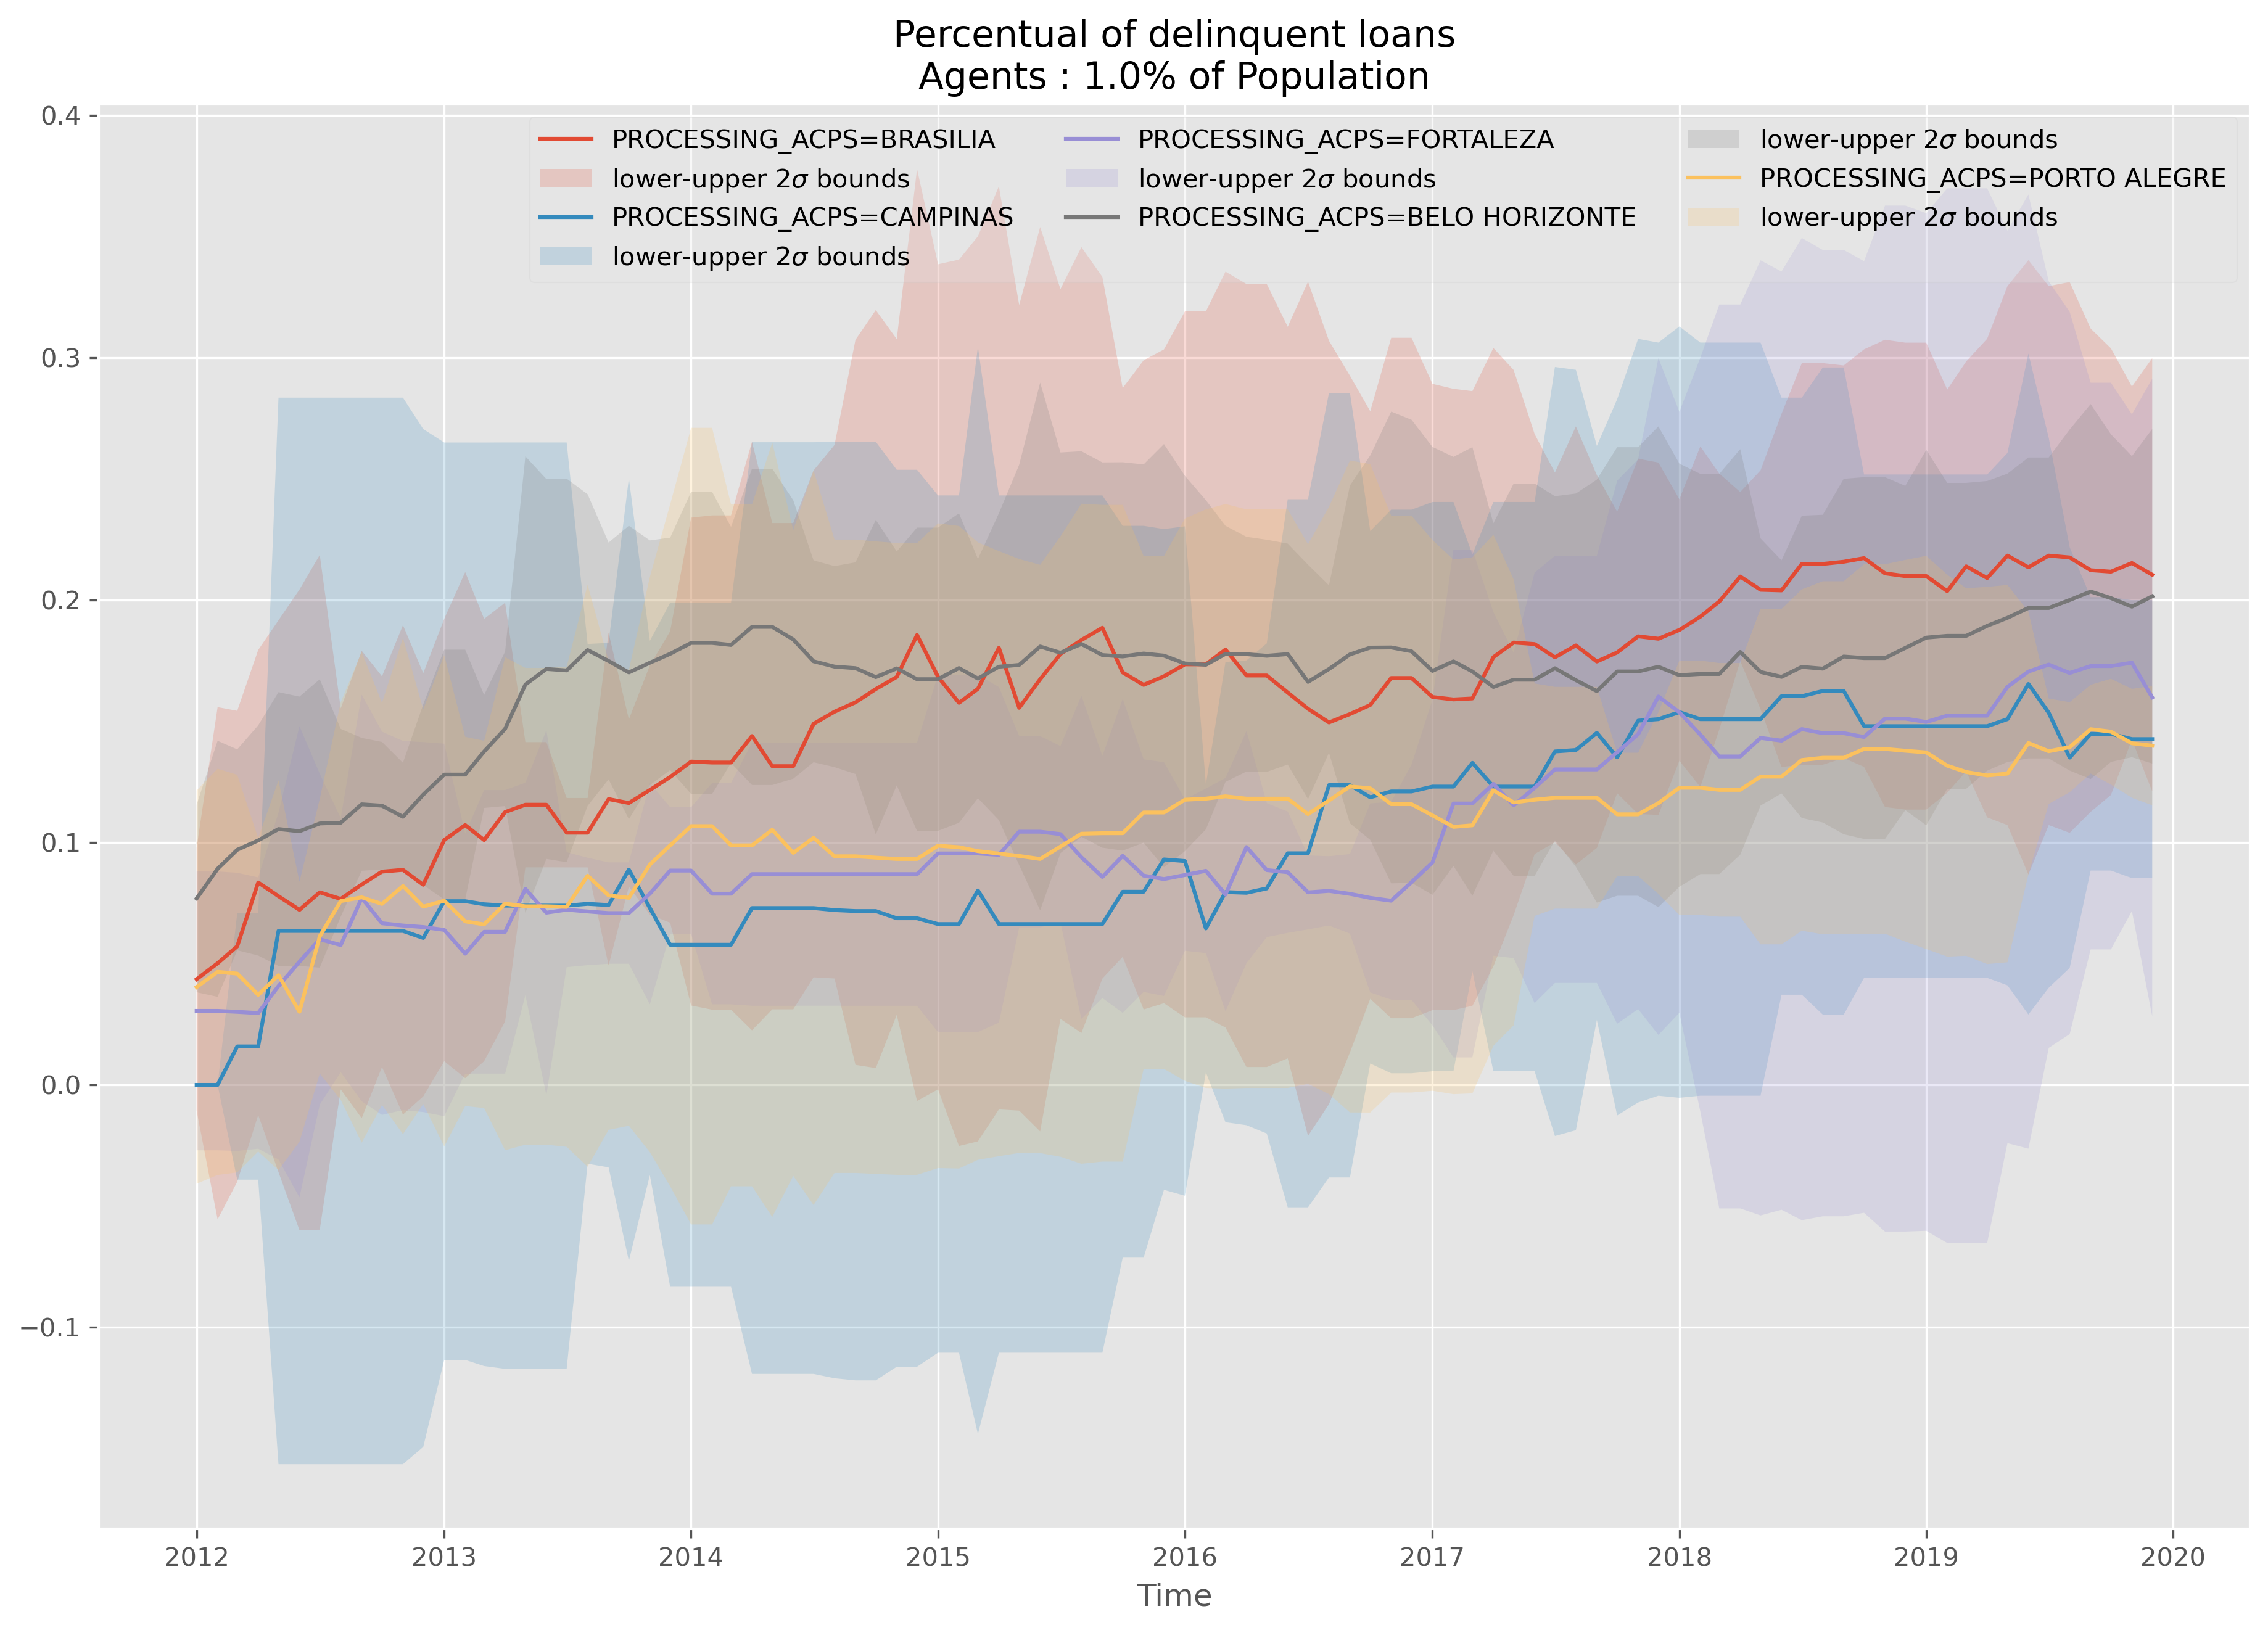 Percentual of delinquent loans
Agents : 1.0% of Population
PROCESSING_ACPS=BRASILIA
lower-upper 2σ bounds
PROCESSING_ACPS=CAMPINAS
lower-upper 2σ bounds
PROCESSING_ACPS=FORTALEZA
lower-upper 2σ bounds
PROCESSING_ACPS=BELO HORIZONTE
lower-upper 2σ bounds
PROCESSING_ACPS=PORTO ALEGRE
lower-upper 2σ bounds
0.4
0.3
0.2
0.1
0.0
−0.1
2012 2013 2014 2015 2016 2017 2018 2019 2020
Time